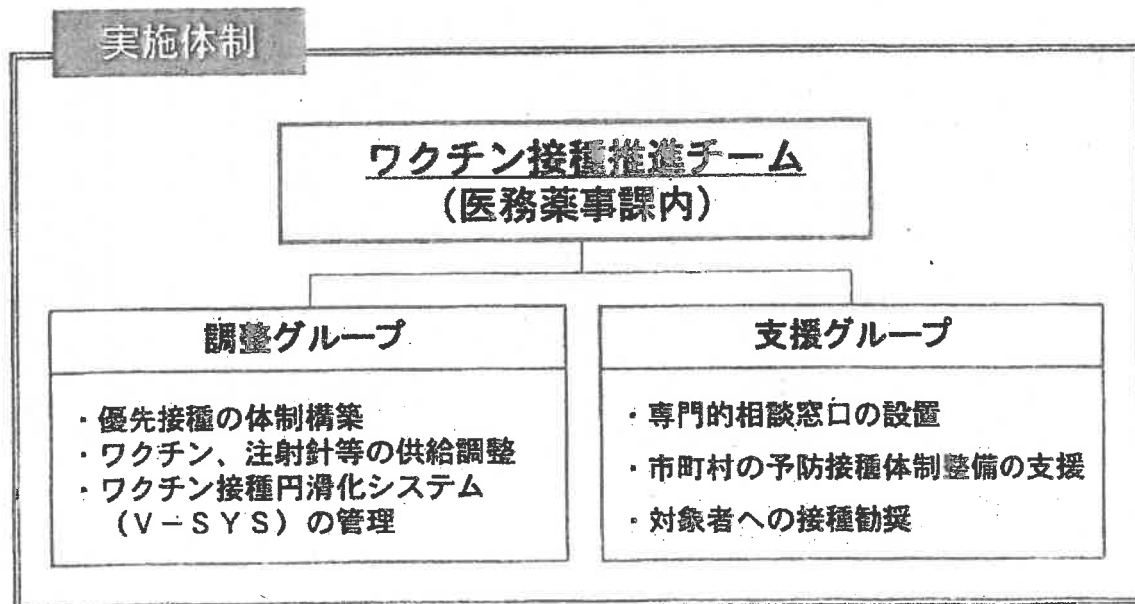 実施体制
ワクチン接種推進チーム
（医務薬事課内）
調整グループ
・優先接種の体制構築
・ワクチン、注射針等の供給調整
・ワクチン接種円滑化システム
（Ｖ－ＳＹＳ）の管理
支援グループ
・専門的相談窓口の設置
・市町村の予防接種体制整備の支援
・対象者への接種勧奨